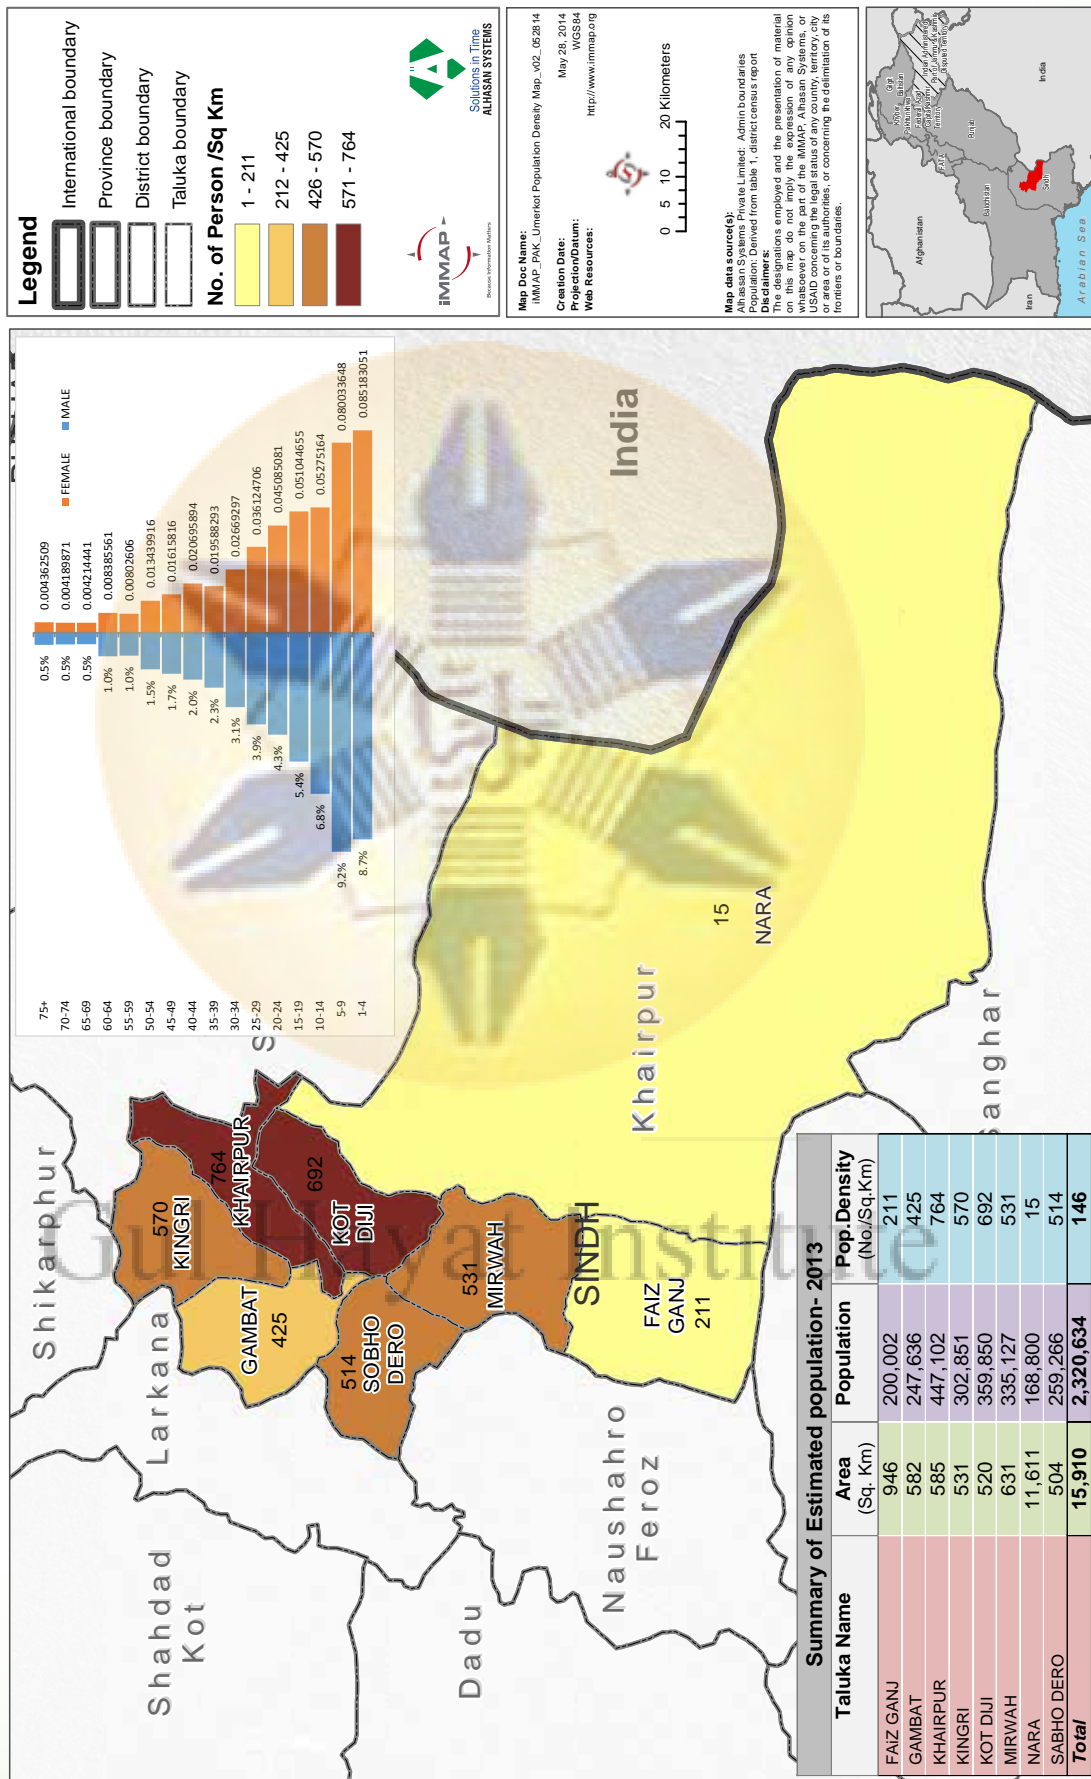 Legend
International boundary
Province boundary
District boundary
Taluka boundary
No. of Person /Sq Km
1 - 211
212 - 425
426 - 570
571 - 764
iMMAP
Because Information Matters
Solutions in Time
ALHASAN SYSTEMS
Map Doc Name:
iMMAP_PAK_Umerkot Population Density Map_v02_052814
Creation Date: May 28, 2014
Projection/Datum: WGS84
Web Resources: http://www.immap.org
0 5 10 20 Kilometers
Map data source(s):
Alhassan Systems Private Limited: Admin boundaries
Population: Derived from table 1, district census report
Disclaimers:
The designations employed and the presentation of material
on this map do not imply the expression of any opinion
whatsoever on the part of the iMMAP, Alhasan Systems, or
USAID concerning the legal status of any country, territory, city
or area or of its authorities, or concerning the delimitation of its
frontiers or boundaries.
Afghanistan
Iran
India
Arabian Sea
Balochistan
Punjab
Sindh
FATA
Khyber
Pakhtunkhwa
Gilgit
Baltistan
FEMALE
MALE
75+ 0.5% 0.004362509
70-74 0.5% 0.004189871
65-69 0.5% 0.004214441
60-64 1.0% 0.008385561
55-59 1.0% 0.00802606
50-54 1.5% 0.013439916
45-49 1.7% 0.01615816
40-44 2.0% 0.020695894
35-39 2.3% 0.019588293
30-34 3.1% 0.02669297
25-29 3.9% 0.036124706
20-24 4.3% 0.045085081
15-19 5.4% 0.051044655
10-14 6.8% 0.05275164
5-9 9.2% 0.080033648
1-4 8.7% 0.085183051
India
Shikarphur
Larkana
Shahdad
Kot
Dadu
Naushahro
Feroz
Khairpur
SINDH
Gul Hayat Institute
570
KINGRI
764
KHAIRPUR
692
KOT
DIJI
GAMBAT
425
514
SOBHO
DERO
531
MIRWAH
FAIZ
GANJ
211
15
NARA
Summary of Estimated population- 2013
Taluka Name Area (Sq. Km) Population Pop.Density (No./Sq.Km)
FAiZ GANJ 946 200,002 211
GAMBAT 582 247,636 425
KHAIRPUR 585 447,102 764
KINGRI 531 302,851 570
KOT DIJI 520 359,850 692
MIRWAH 631 335,127 531
NARA 11,611 168,800 15
SABHO DERO 504 259,266 514
Total 15,910 2,320,634 146